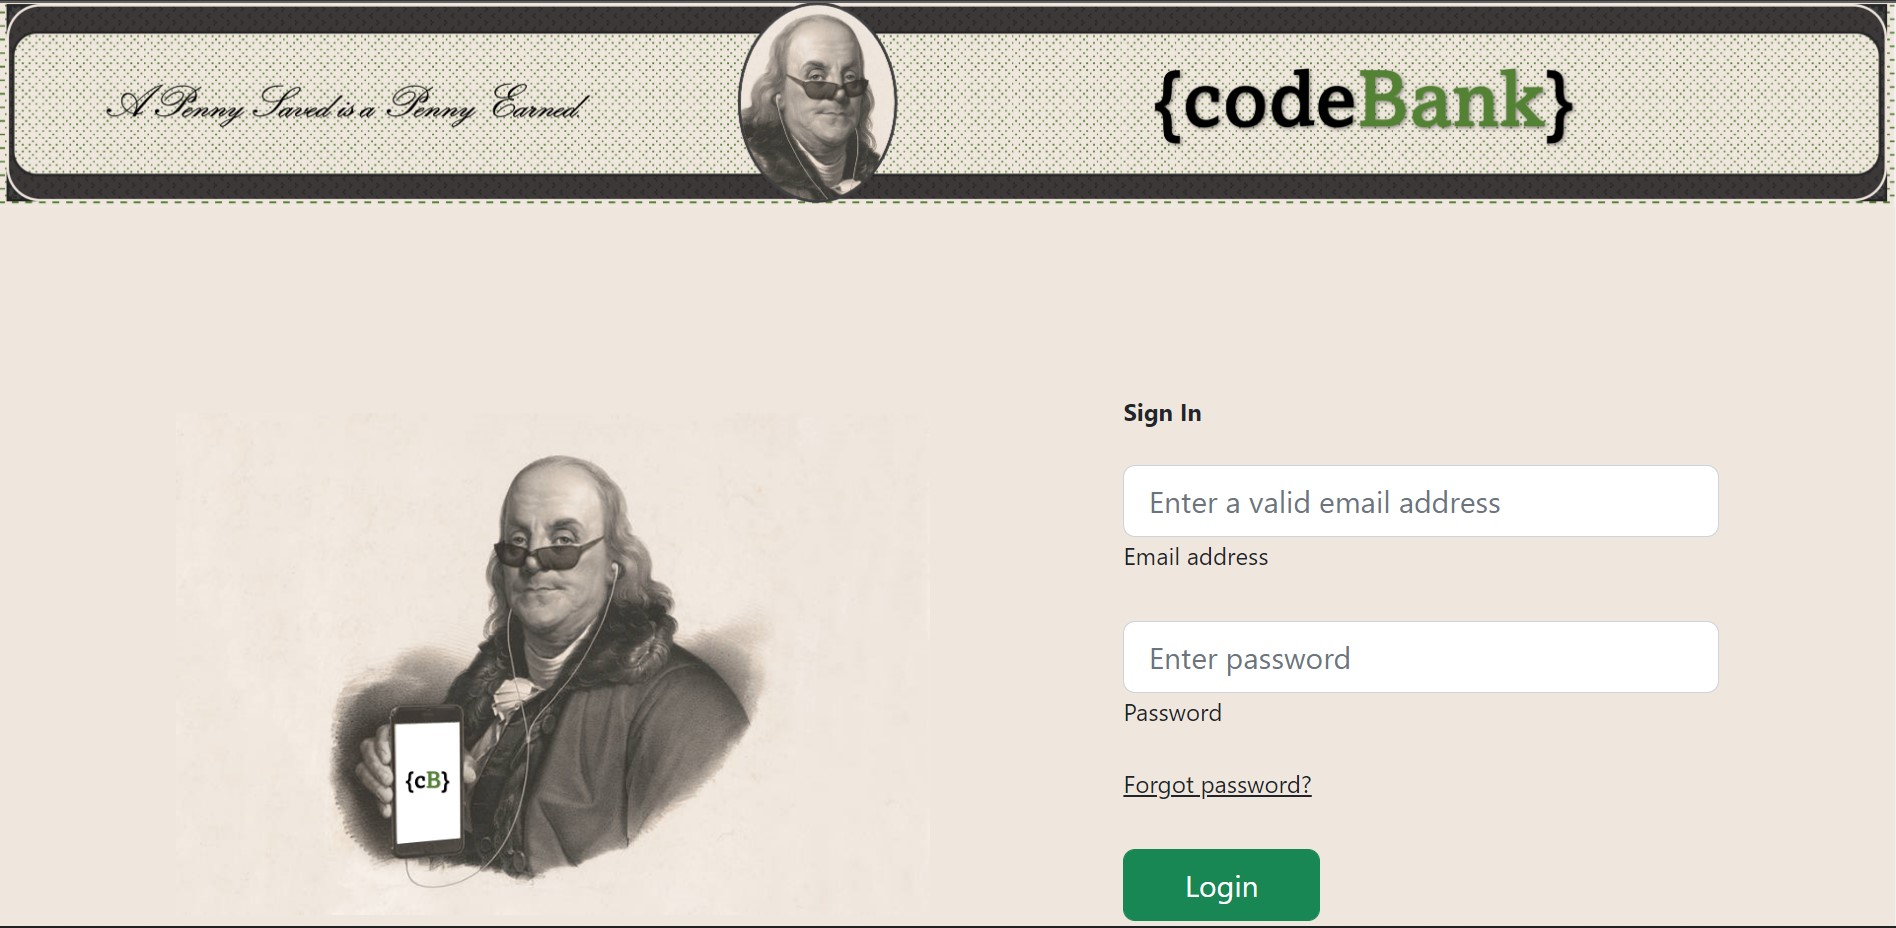 A Penny Saved is a Penny Earned.
{codeBank}
Sign In
Enter a valid email address
Email address
Enter password
Password
Forgot password?
{cB}
Login